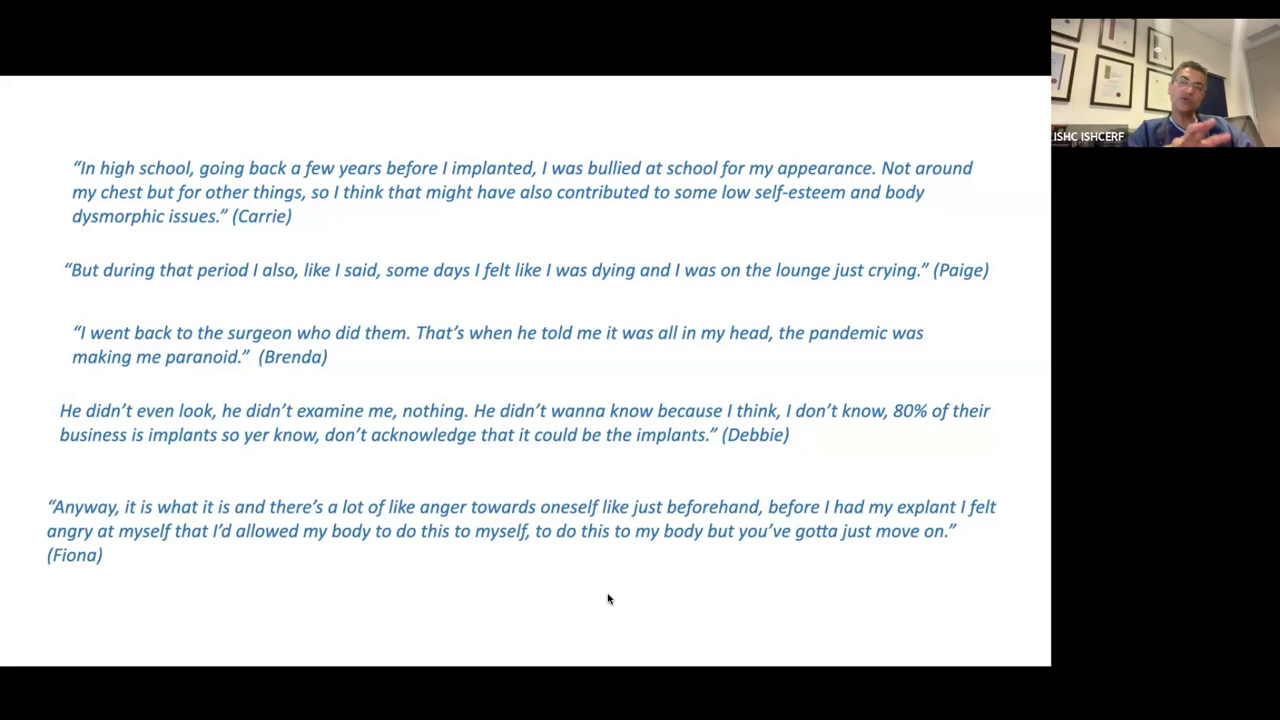 “In high school, going back a few years before I implanted, I was bullied at school for my appearance. Not around
my chest but for other things, so I think that might have also contributed to some low self-esteem and body
dysmorphic issues.” (Carrie)
“But during that period I also, like I said, some days I felt like I was dying and I was on the lounge just crying.” (Paige)
“I went back to the surgeon who did them. That’s when he told me it was all in my head, the pandemic was
making me paranoid.”  (Brenda)
He didn’t even look, he didn’t examine me, nothing. He didn’t wanna know because I think, I don’t know, 80% of their
business is implants so yer know, don’t acknowledge that it could be the implants.” (Debbie)
“Anyway, it is what it is and there’s a lot of like anger towards oneself like just beforehand, before I had my explant I felt
angry at myself that I’d allowed my body to do this to myself, to do this to my body but you’ve gotta just move on.”
(Fiona)
ISHC ISHCERF